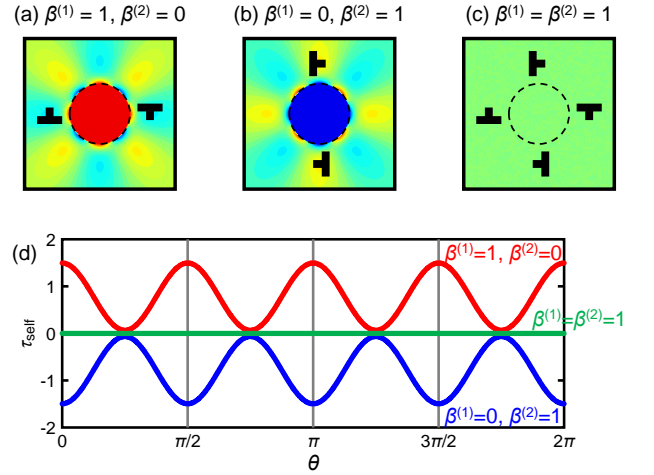 (a) β⁽¹⁾ = 1, β⁽²⁾ = 0
(b) β⁽¹⁾ = 0, β⁽²⁾ = 1
(c) β⁽¹⁾ = β⁽²⁾ = 1
(d)
2
1
0
-1
-2
τself
β⁽¹⁾=1, β⁽²⁾=0
β⁽¹⁾=β⁽²⁾=1
β⁽¹⁾=0, β⁽²⁾=1
0
π/2
π
3π/2
2π
θ